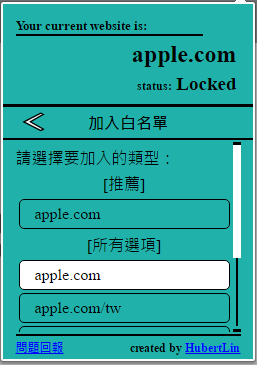 Your current website is:
apple.com
status: Locked
加入白名單
請選擇要加入的類型：
[推薦]
apple.com
[所有選項]
apple.com
apple.com/tw
問題回報 created by HubertLin